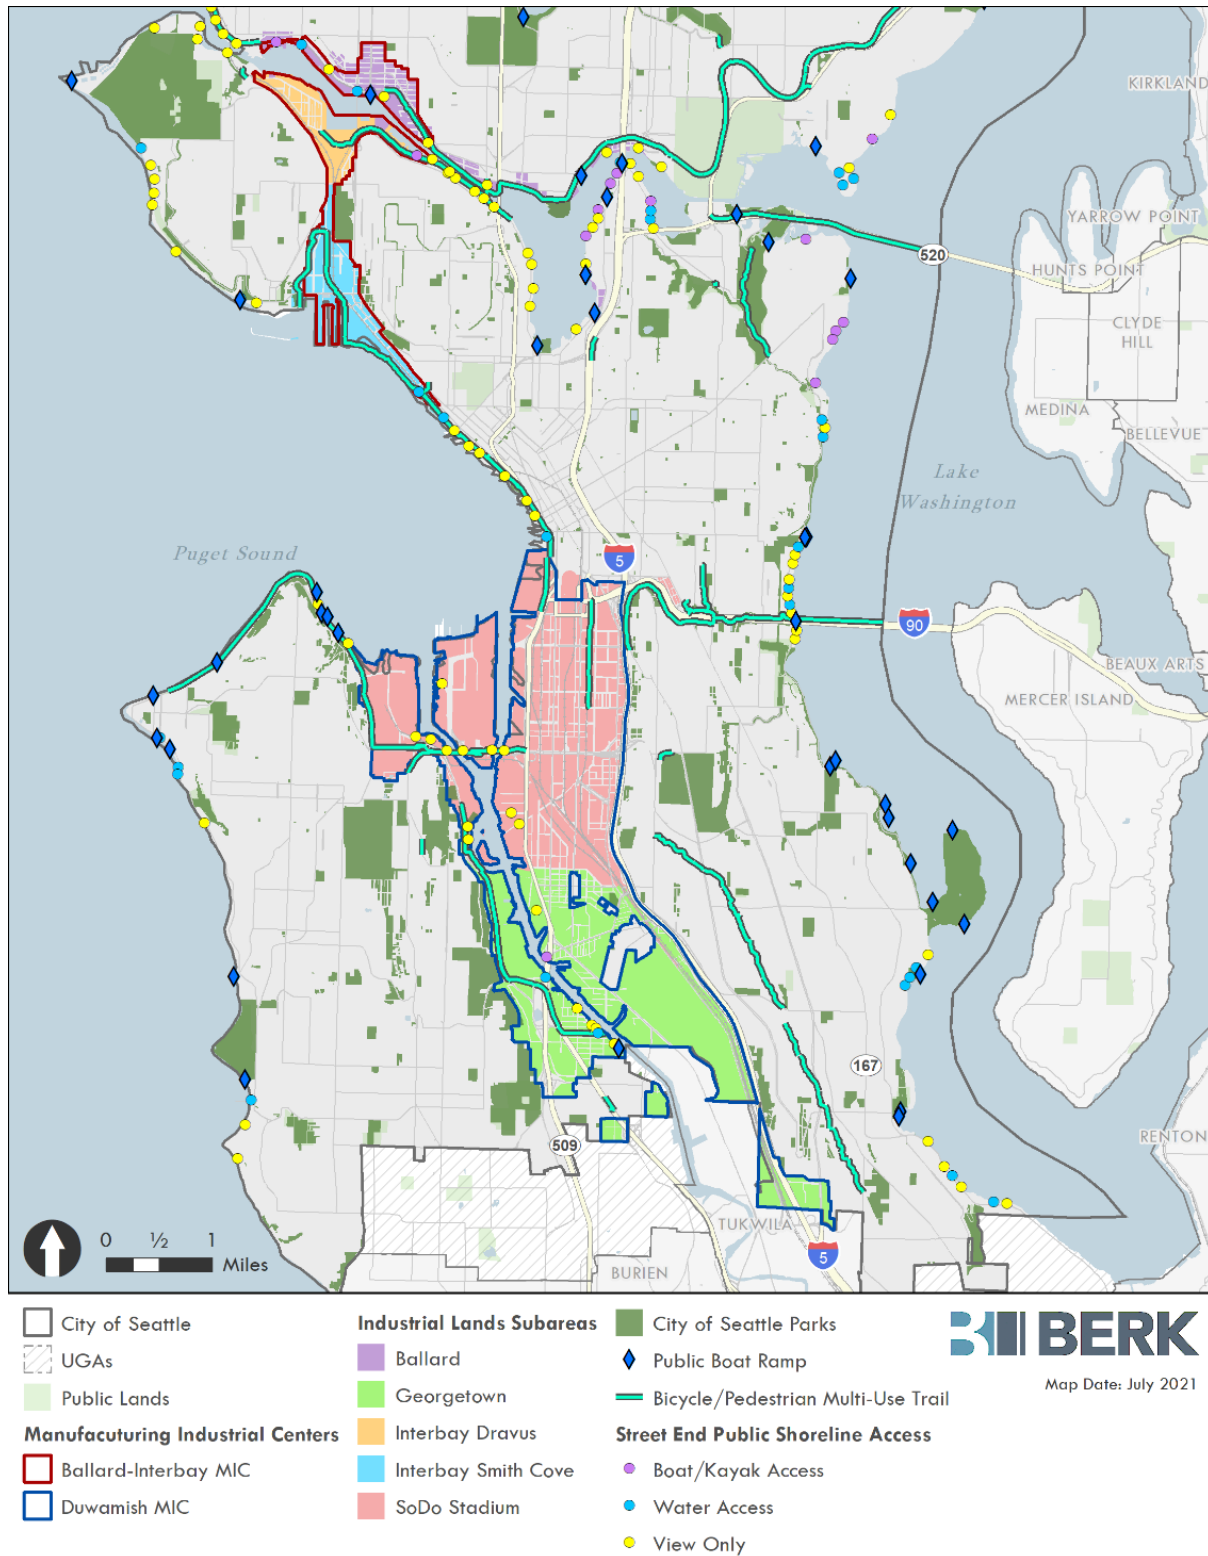 KIRKLAND
YARROW POINT
520
HUNTS POINT
CLYDE
HILL
MEDINA
BELLEVUE
Lake
Washington
Puget Sound
5
90
BEAUX ARTS
MERCER ISLAND
167
RENTON
509
TUKWILA
5
BURIEN
0 ½ 1
Miles
City of Seattle
UGAs
Public Lands
Manufacuturing Industrial Centers
Ballard-Interbay MIC
Duwamish MIC
Industrial Lands Subareas
Ballard
Georgetown
Interbay Dravus
Interbay Smith Cove
SoDo Stadium
City of Seattle Parks
Public Boat Ramp
Bicycle/Pedestrian Multi-Use Trail
Street End Public Shoreline Access
Boat/Kayak Access
Water Access
View Only
BERK
Map Date: July 2021